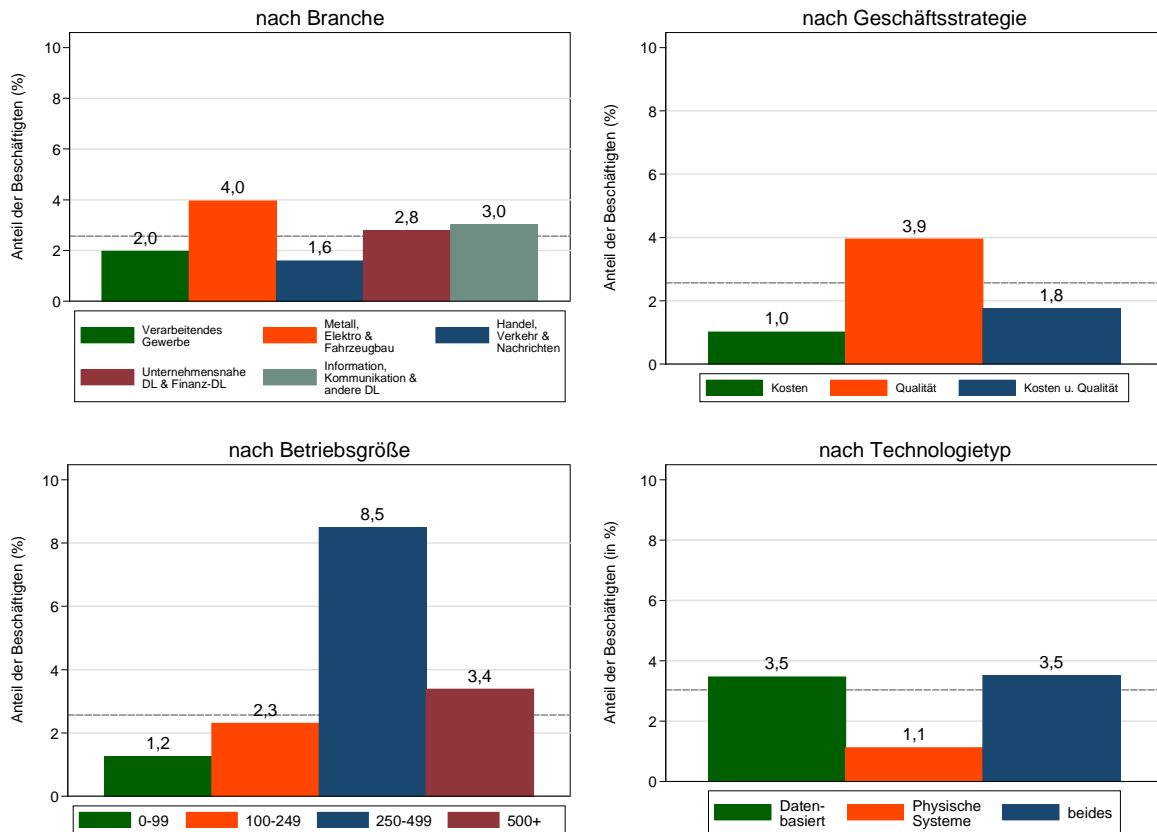 nach Branche
Anteil der Beschäftigten (%)
10
8
6
4
2
0
2,0
4,0
1,6
2,8
3,0
Verarbeitendes
Gewerbe
Metall,
Elektro &
Fahrzeugbau
Handel,
Verkehr &
Nachrichten
Unternehmensnahe
DL & Finanz-DL
Information,
Kommunikation &
andere DL
nach Geschäftsstrategie
Anteil der Beschäftigten (%)
10
8
6
4
2
0
1,0
3,9
1,8
Kosten
Qualität
Kosten u. Qualität
nach Betriebsgröße
Anteil der Beschäftigten (%)
10
8
6
4
2
0
1,2
2,3
8,5
3,4
0-99
100-249
250-499
500+
nach Technologietyp
Anteil der Beschäftigten (in %)
10
8
6
4
2
0
3,5
1,1
3,5
Daten-
basiert
Physische
Systeme
beides